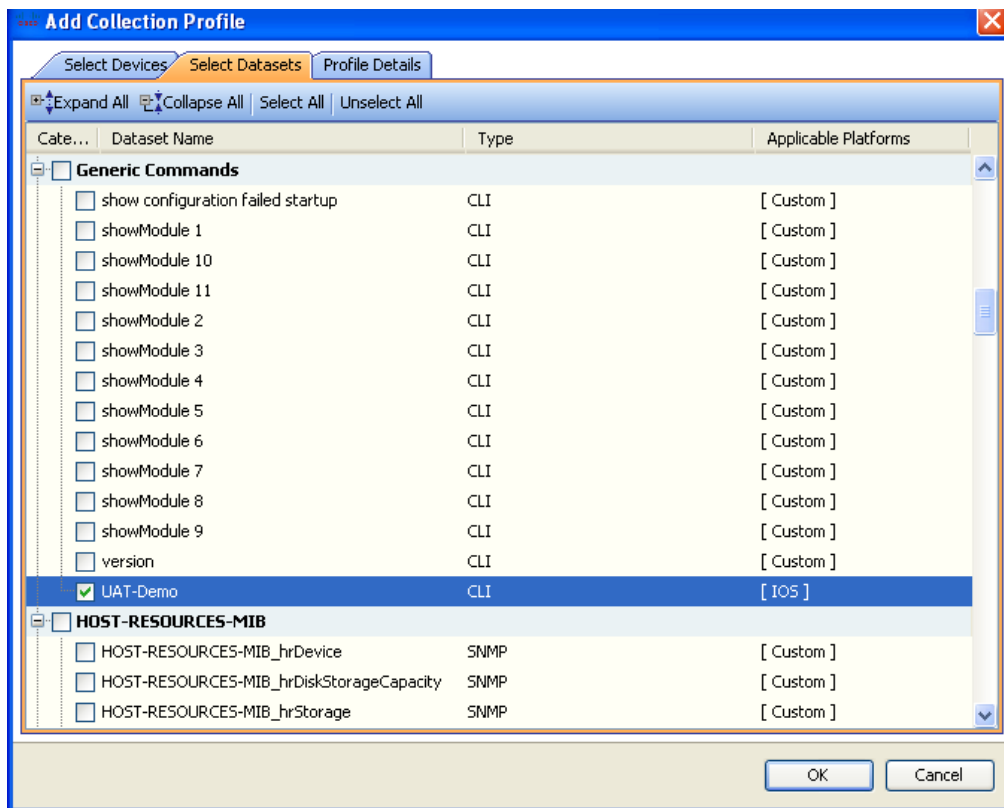 Add Collection Profile
Select Devices Select Datasets Profile Details
Expand All Collapse All Select All Unselect All
Cate... Dataset Name Type Applicable Platforms
Generic Commands
show configuration failed startup CLI [ Custom ]
showModule 1 CLI [ Custom ]
showModule 10 CLI [ Custom ]
showModule 11 CLI [ Custom ]
showModule 2 CLI [ Custom ]
showModule 3 CLI [ Custom ]
showModule 4 CLI [ Custom ]
showModule 5 CLI [ Custom ]
showModule 6 CLI [ Custom ]
showModule 7 CLI [ Custom ]
showModule 8 CLI [ Custom ]
showModule 9 CLI [ Custom ]
version CLI [ Custom ]
UAT-Demo CLI [ IOS ]
HOST-RESOURCES-MIB
HOST-RESOURCES-MIB_hrDevice SNMP [ Custom ]
HOST-RESOURCES-MIB_hrDiskStorageCapacity SNMP [ Custom ]
HOST-RESOURCES-MIB_hrStorage SNMP [ Custom ]
OK Cancel